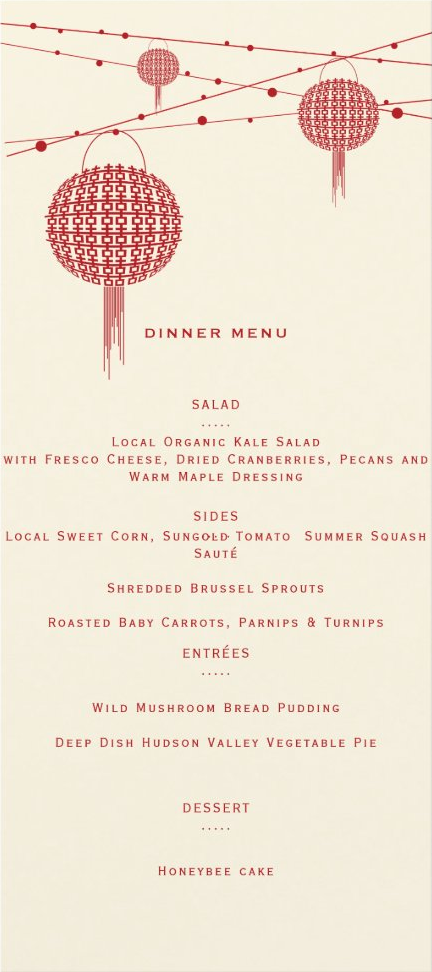 DINNER MENU
SALAD
.....
Local Organic Kale Salad
with Fresco Cheese, Dried Cranberries, Pecans and
Warm Maple Dressing
SIDES
.....
Local Sweet Corn, Sungold Tomato Summer Squash
Sauté
Shredded Brussel Sprouts
Roasted Baby Carrots, Parnips & Turnips
ENTRÉES
.....
Wild Mushroom Bread Pudding
Deep Dish Hudson Valley Vegetable Pie
DESSERT
.....
Honeybee cake